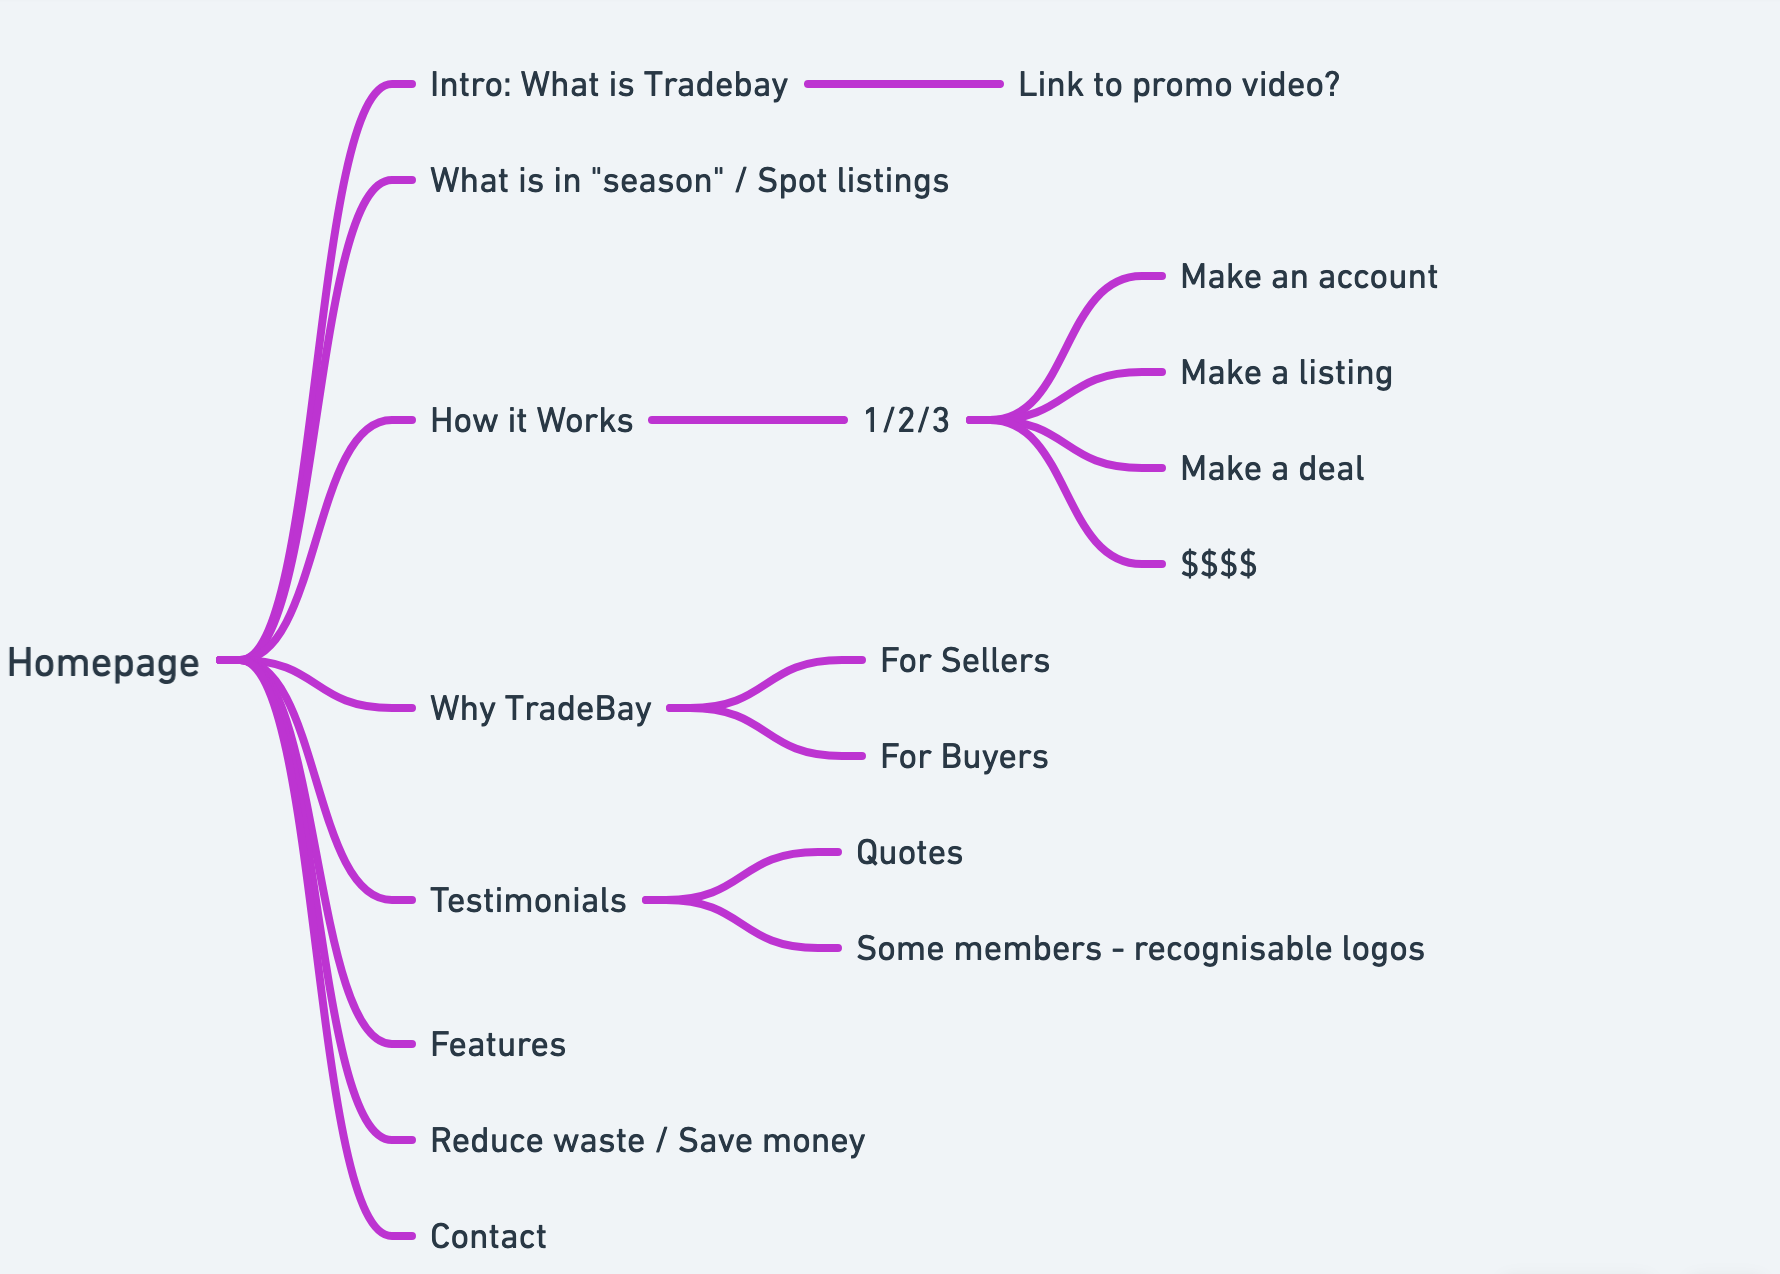 Intro: What is Tradebay
Link to promo video?
What is in "season" / Spot listings
How it Works
1/2/3
Make an account
Make a listing
Make a deal
$$$$
Homepage
Why TradeBay
For Sellers
For Buyers
Testimonials
Quotes
Some members - recognisable logos
Features
Reduce waste / Save money
Contact